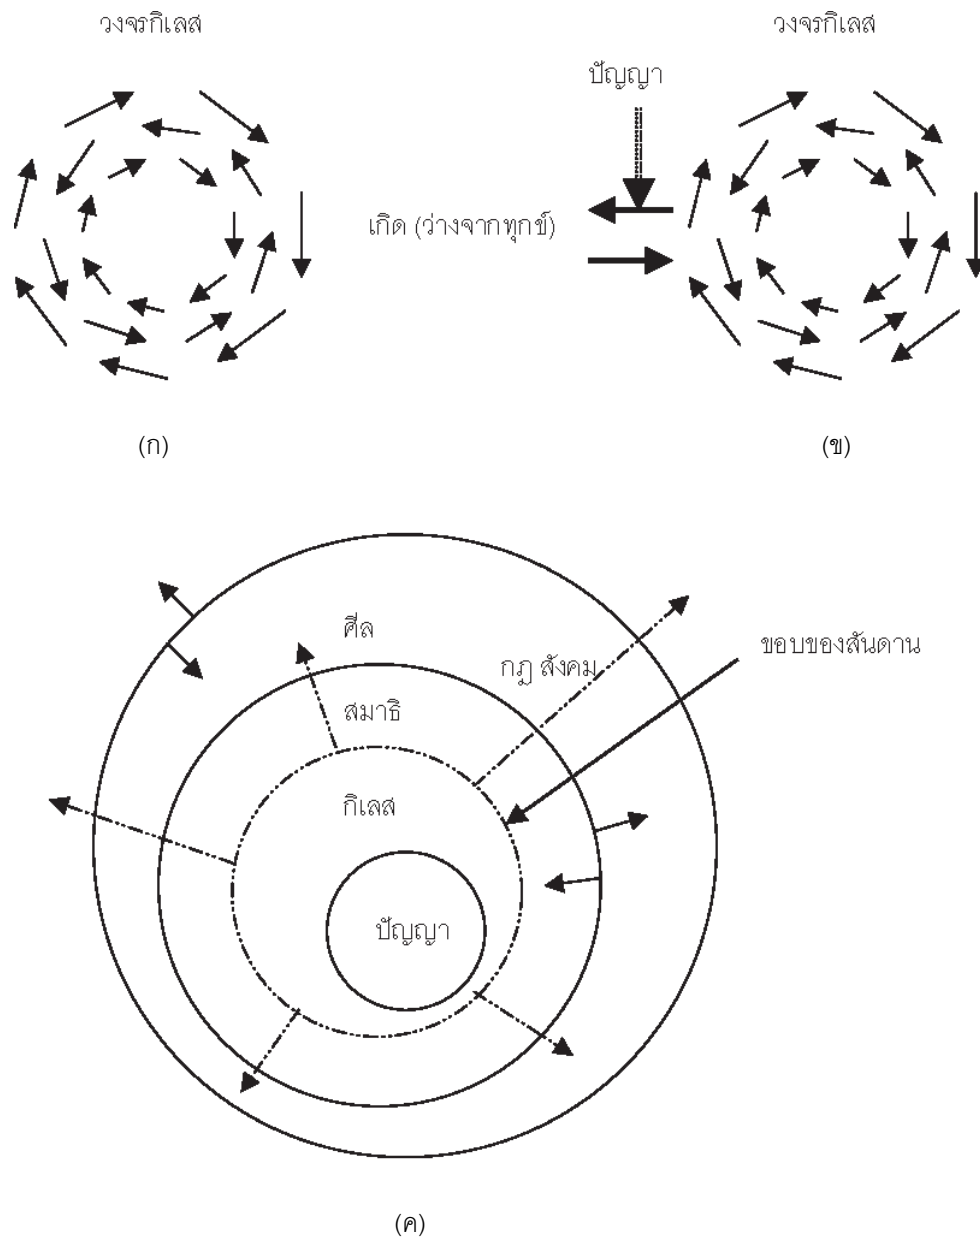 วงจรกิเลส
วงจรกิเลส
ปัญญา
เกิด (ว่างจากทุกข์)
(ก)
(ข)
ศีล
กฎ สังคม
ขอบของสันดาน
สมาธิ
กิเลส
ปัญญา
(ค)